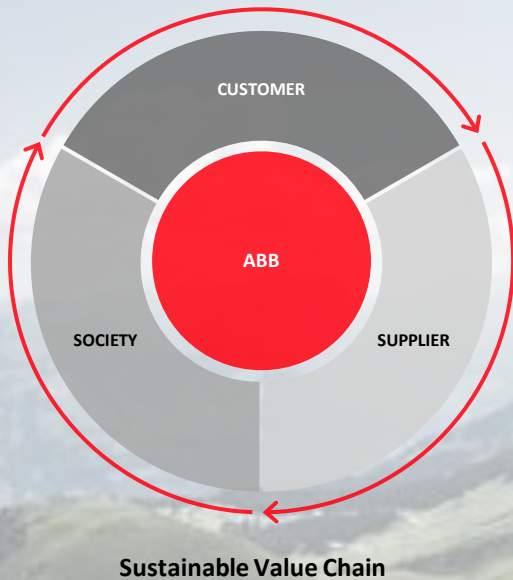 CUSTOMER
ABB
SOCIETY
SUPPLIER
Sustainable Value Chain